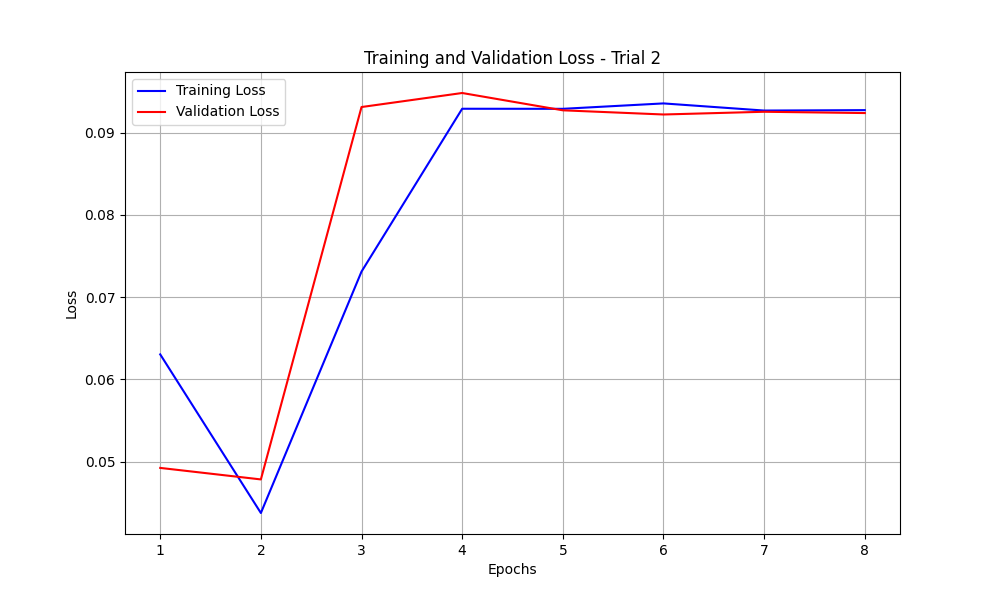 Training and Validation Loss - Trial 2
Training Loss
Validation Loss
0.09
0.08
0.07
0.06
0.05
Loss
1 2 3 4 5 6 7 8
Epochs